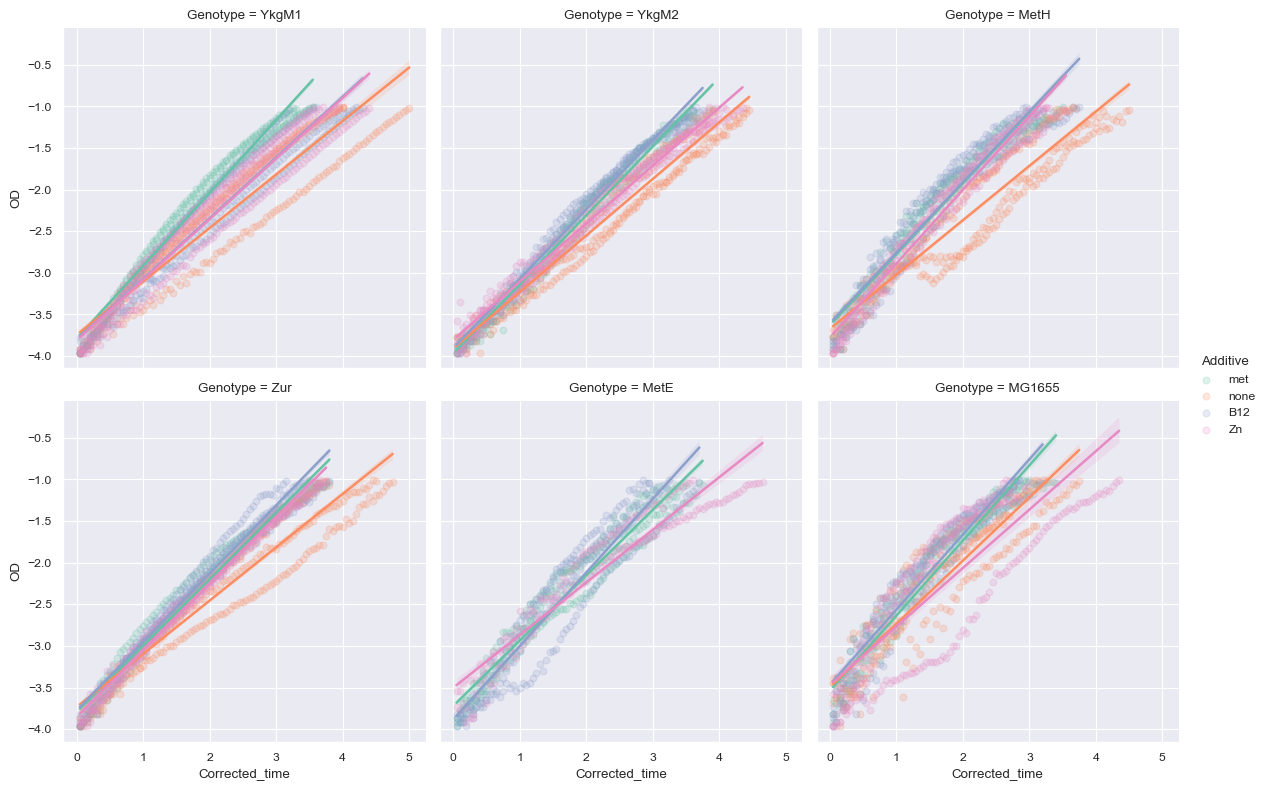 Genotype = YkgM1
Genotype = YkgM2
Genotype = MetH
−0.5
−1.0
−1.5
−2.0
−2.5
−3.0
−3.5
−4.0
OD
Genotype = Zur
Genotype = MetE
Genotype = MG1655
−0.5
−1.0
−1.5
−2.0
−2.5
−3.0
−3.5
−4.0
OD
0 1 2 3 4 5
0 1 2 3 4 5
0 1 2 3 4 5
Corrected_time
Corrected_time
Corrected_time
Additive
met
none
B12
Zn